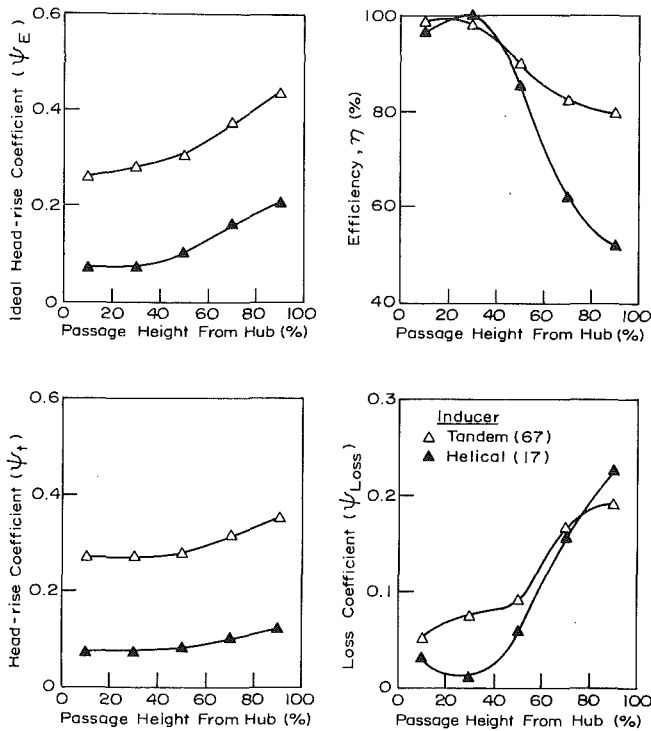 Ideal Head-rise Coefficient (ψE)
0.6
0.4
0.2
0
0 20 40 60 80 100
Passage Height From Hub (%)
Efficiency, η (%)
100
80
60
40
0 20 40 60 80 100
Passage Height From Hub (%)
Head-rise Coefficient (ψt)
0.6
0.4
0.2
0
0 20 40 60 80 100
Passage Height From Hub (%)
Loss Coefficient (ψLoss)
0.3
0.2
0.1
0
Inducer
△ Tandem (67)
▲ Helical (17)
0 20 40 60 80 100
Passage Height From Hub (%)